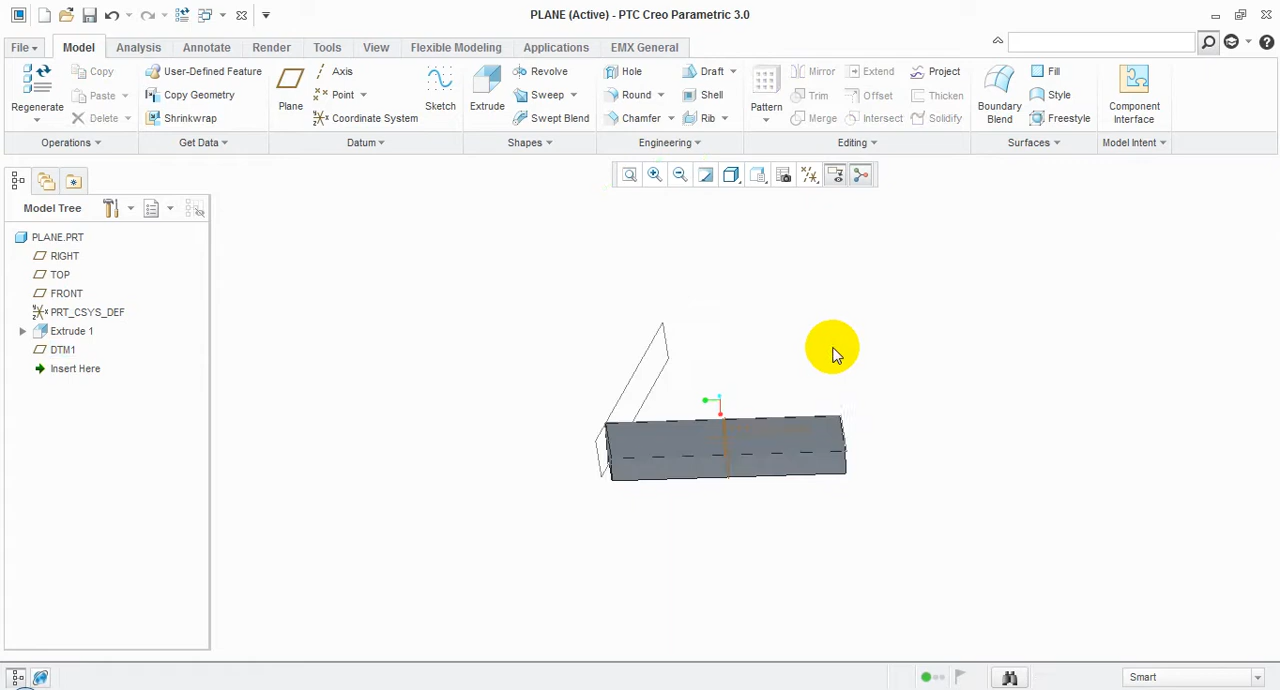 PLANE (Active) - PTC Creo Parametric 3.0
File Model Analysis Annotate Render Tools View Flexible Modeling Applications EMX General
Regenerate
Copy
Paste
Delete
Operations
User-Defined Feature
Copy Geometry
Shrinkwrap
Get Data
Plane
Axis
Point
Coordinate System
Sketch
Datum
Extrude
Revolve
Sweep
Swept Blend
Shapes
Hole
Round
Chamfer
Draft
Shell
Rib
Engineering
Pattern
Mirror
Trim
Merge
Extend
Offset
Intersect
Project
Thicken
Solidify
Editing
Boundary
Blend
Fill
Style
Freestyle
Surfaces
Component
Interface
Model Intent
Model Tree
PLANE.PRT
RIGHT
TOP
FRONT
PRT_CSYS_DEF
Extrude 1
DTM1
Insert Here
Smart